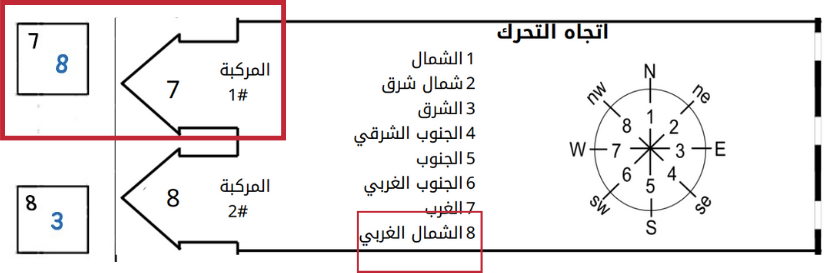 اتجاه التحرك
7
8
7
المركبة
1#
8
3
8
المركبة
2#
1 الشمال
2 شمال شرق
3 الشرق
4 الجنوب الشرقي
5 الجنوب
6 الجنوب الغربي
7 الغرب
8 الشمال الغربي
N
nw ne
1
8 2
W 7 3 E
6 4
5
sw se
S